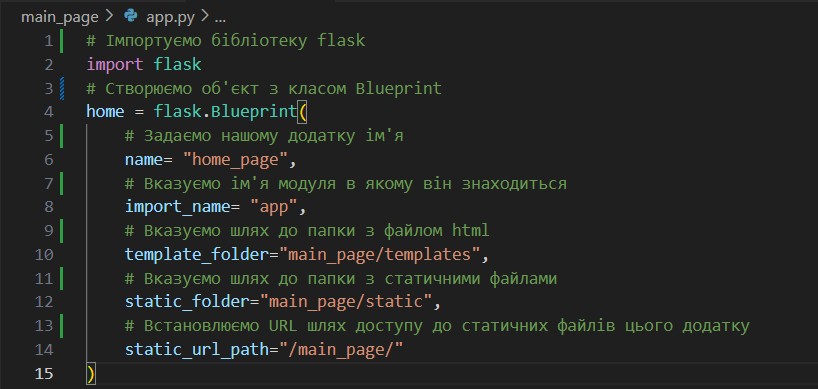 main_page > app.py > ...
1 # Імпортуємо бібліотеку flask
2 import flask
3 # Створюємо об'єкт з класом Blueprint
4 home = flask.Blueprint(
5 # Задаємо нашому додатку ім'я
6 name= "home_page",
7 # Вказуємо ім'я модуля в якому він знаходиться
8 import_name= "app",
9 # Вказуємо шлях до папки з файлом html
10 template_folder="main_page/templates",
11 # Вказуємо шлях до папки з статичними файлами
12 static_folder="main_page/static",
13 # Встановлюємо URL шлях доступу до статичних файлів цього додатку
14 static_url_path="/main_page/"
15 )